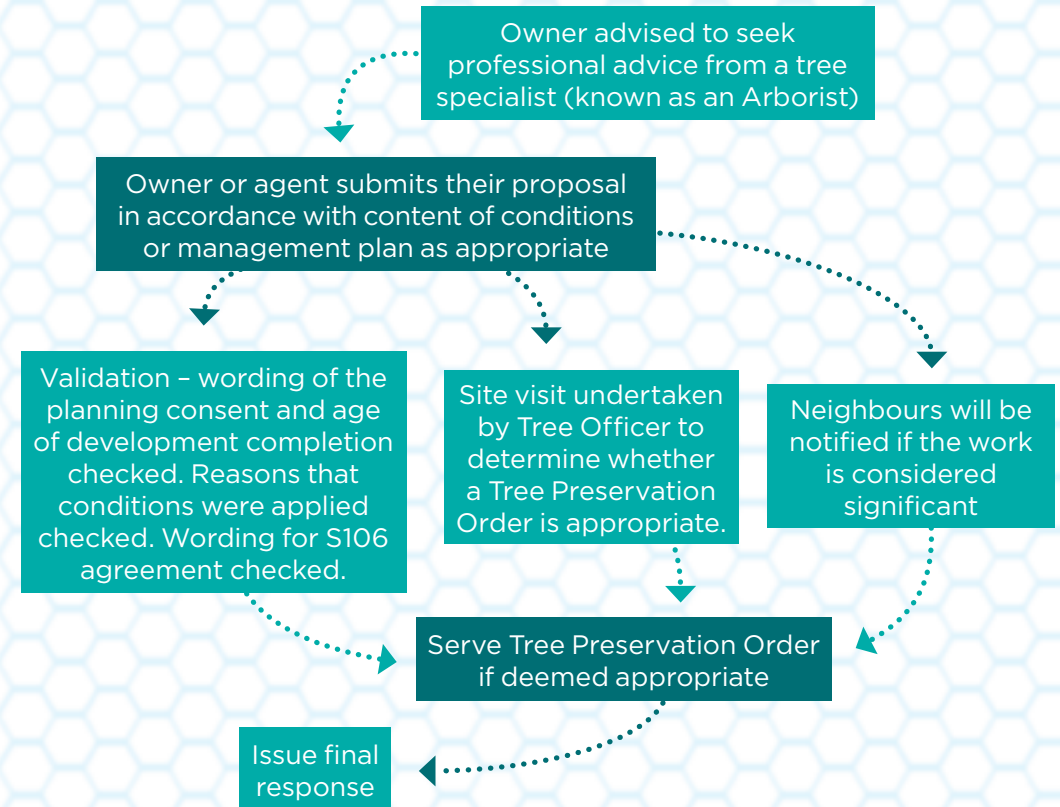 Owner advised to seek
professional advice from a tree
specialist (known as an Arborist)
Owner or agent submits their proposal
in accordance with content of conditions
or management plan as appropriate
Validation – wording of the
planning consent and age
of development completion
checked. Reasons that
conditions were applied
checked. Wording for S106
agreement checked.
Site visit undertaken
by Tree Officer to
determine whether
a Tree Preservation
Order is appropriate.
Neighbours will be
notified if the work
is considered
significant
Serve Tree Preservation Order
if deemed appropriate
Issue final
response